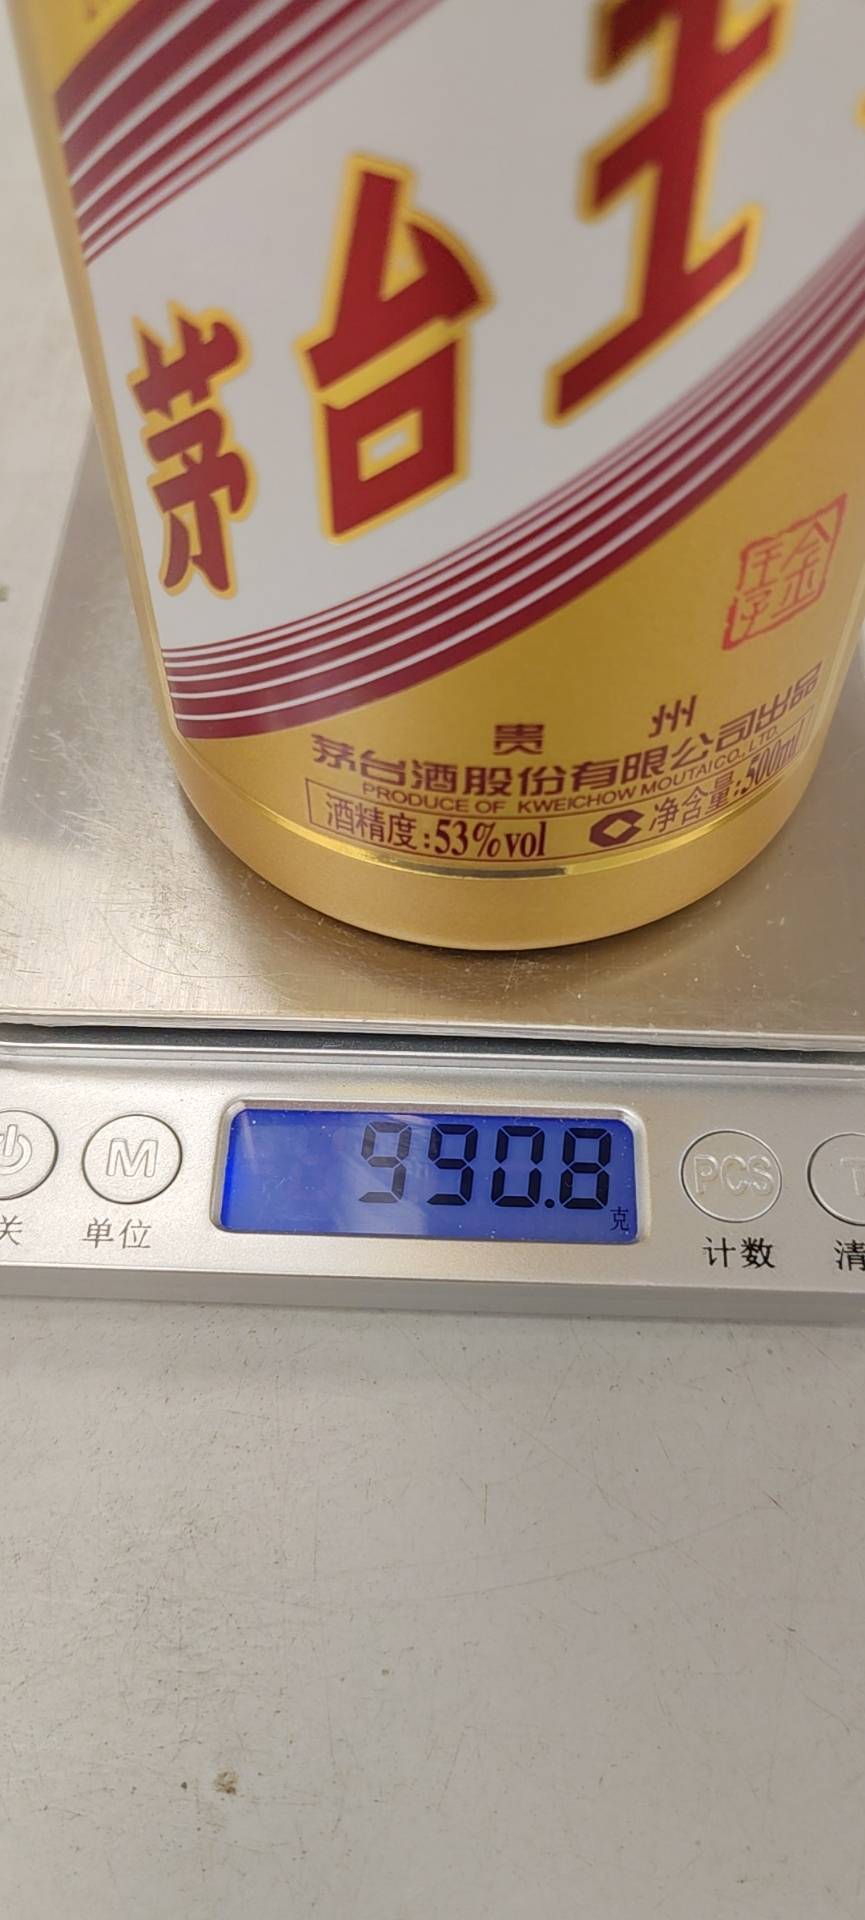 茅台王
金王
贵州
茅台酒股份有限公司出品
PRODUCE OF KWEICHOW MOUTAI CO., LTD.
酒精度:53%vol
净含量:500ml
990.8
克
M
PCS
T
关
单位
计数
清